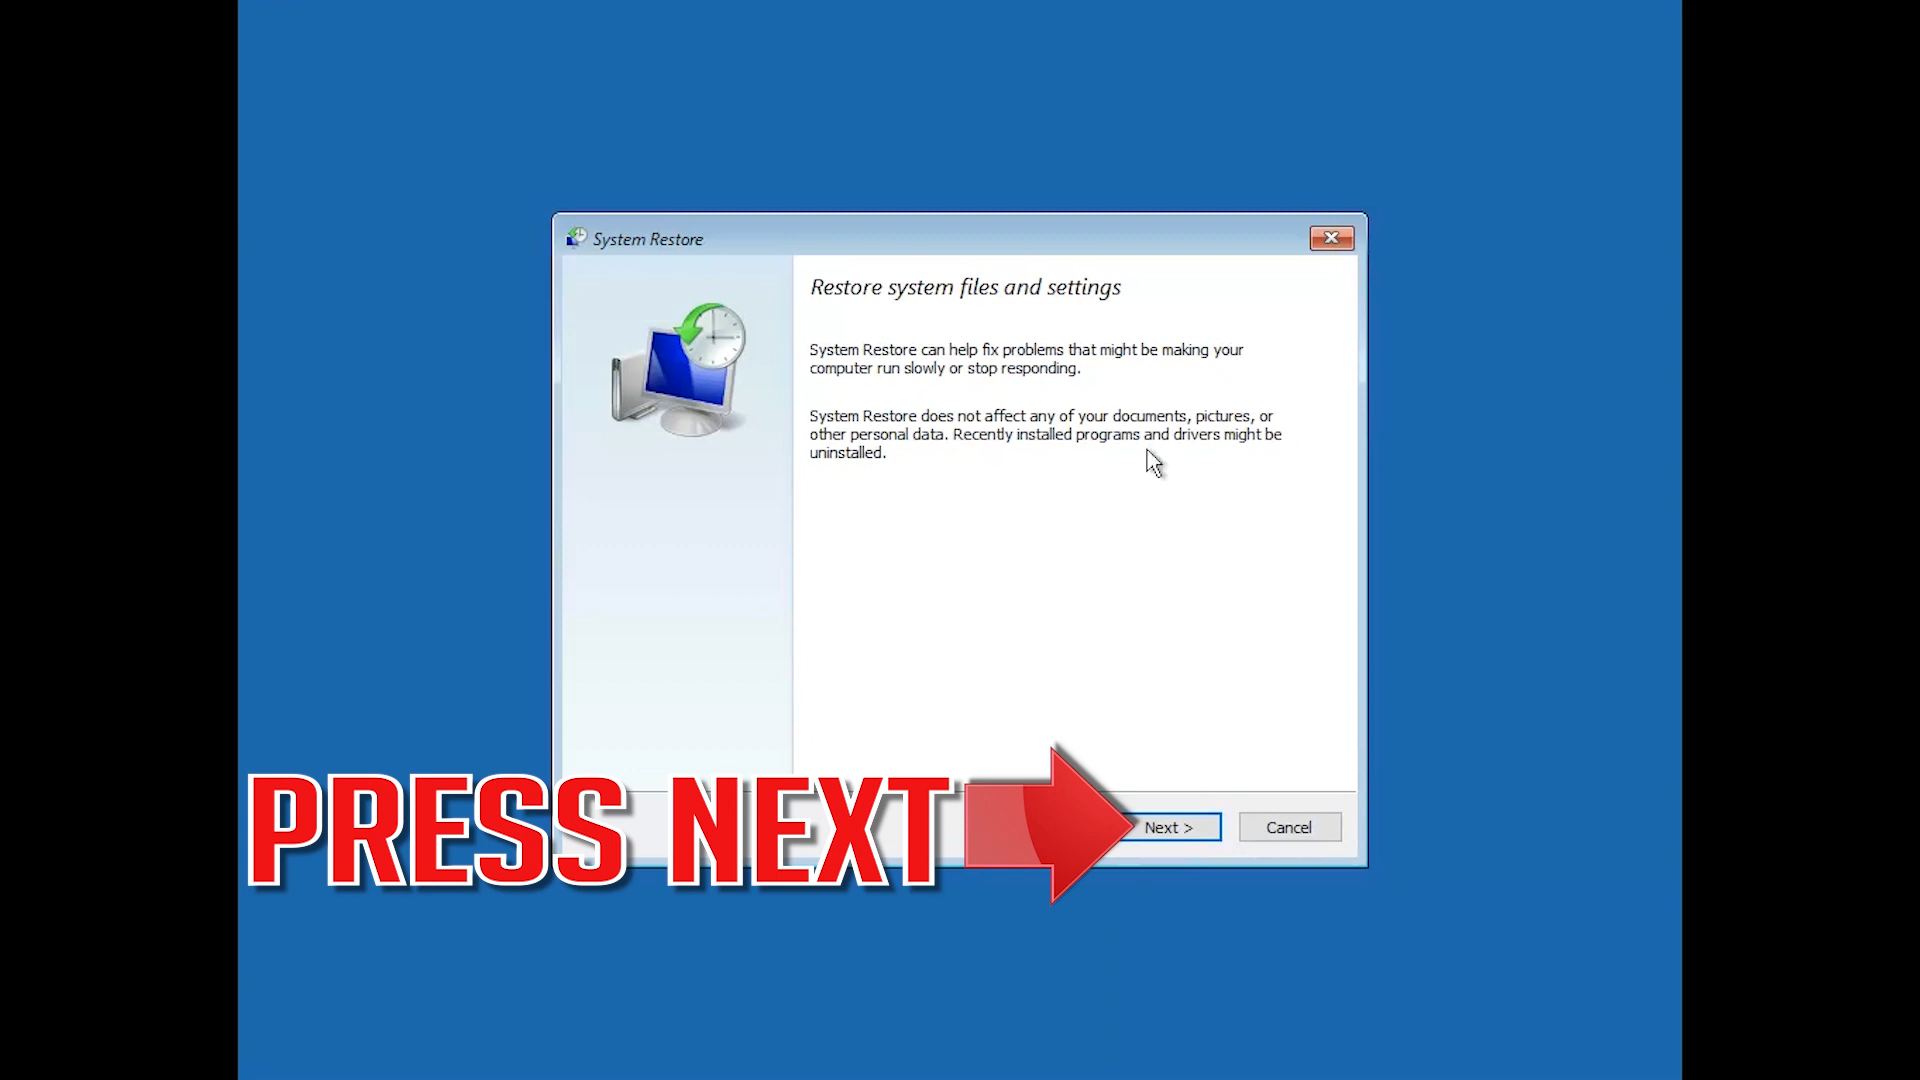 System Restore
Restore system files and settings
System Restore can help fix problems that might be making your
computer run slowly or stop responding.
System Restore does not affect any of your documents, pictures, or
other personal data. Recently installed programs and drivers might be
uninstalled.
PRESS NEXT
Next >
Cancel